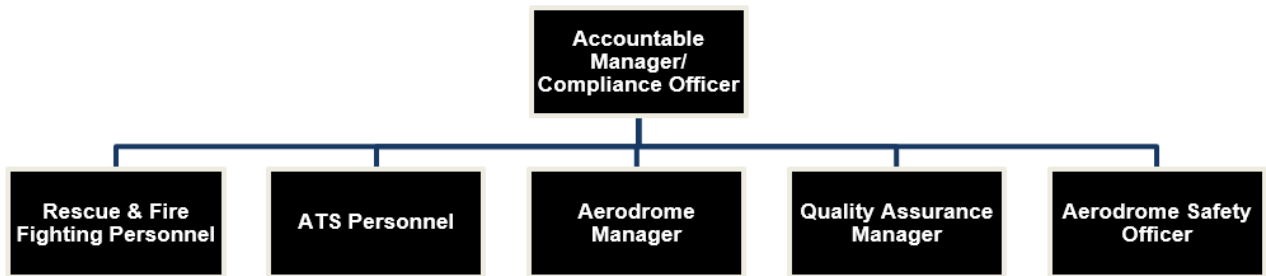 Accountable
Manager/
Compliance Officer
Rescue & Fire
Fighting Personnel
ATS Personnel
Aerodrome
Manager
Quality Assurance
Manager
Aerodrome Safety
Officer